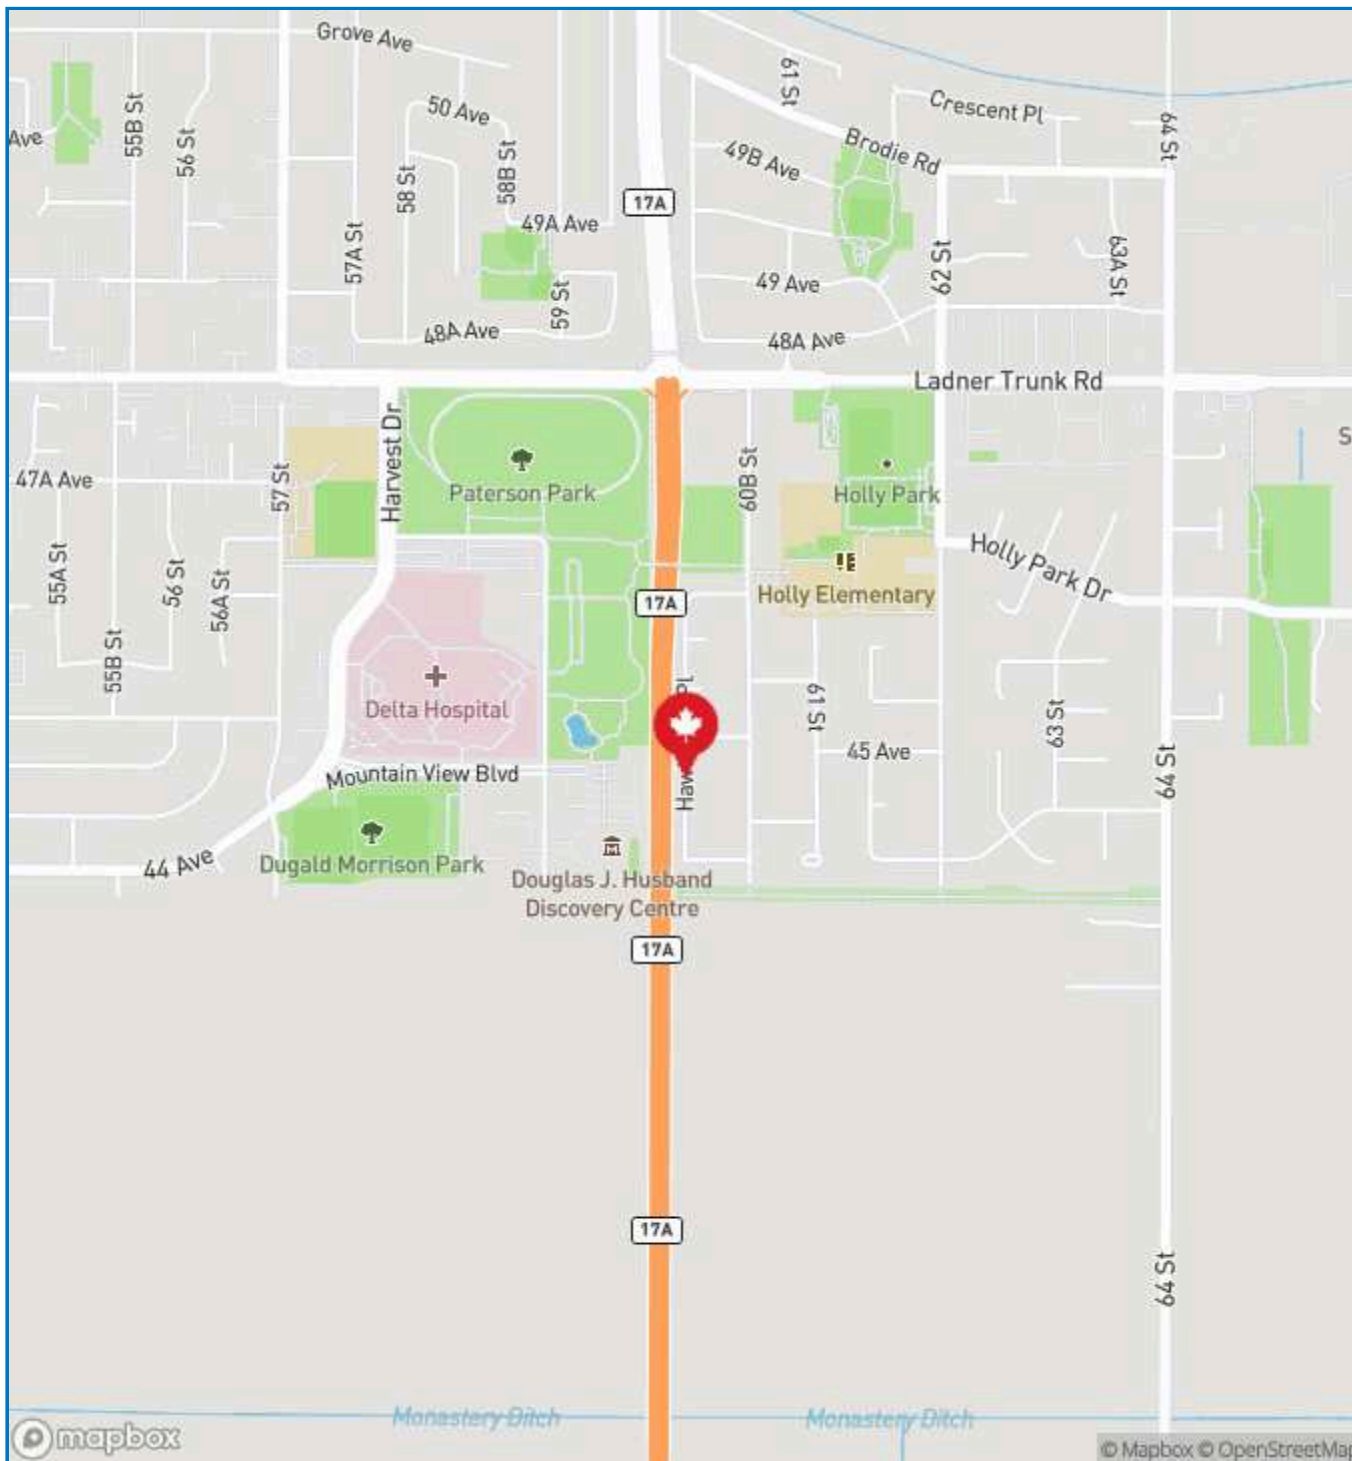 Grove Ave
61 St
Crescent Pl
50 Ave
55B St
56 St
Ave
64 St
Brodie Rd
49B Ave
58B St
58 St
17A
49A Ave
57A St
62 St
63A St
49 Ave
59 St
48A Ave
48A Ave
Ladner Trunk Rd
Harvest Dr
S
47A Ave
57 St
Paterson Park
60B St
Holly Park
55A St
56 St
56A St
Holly Park Dr
Holly Elementary
17A
55B St
Delta Hospital
61 St
63 St
45 Ave
64 St
Mountain View Blvd
44 Ave
Dugald Morrison Park
Douglas J. Husband
Discovery Centre
17A
17A
64 St
Monastery Ditch
Monastery Ditch
mapbox
© Mapbox © OpenStreetMap